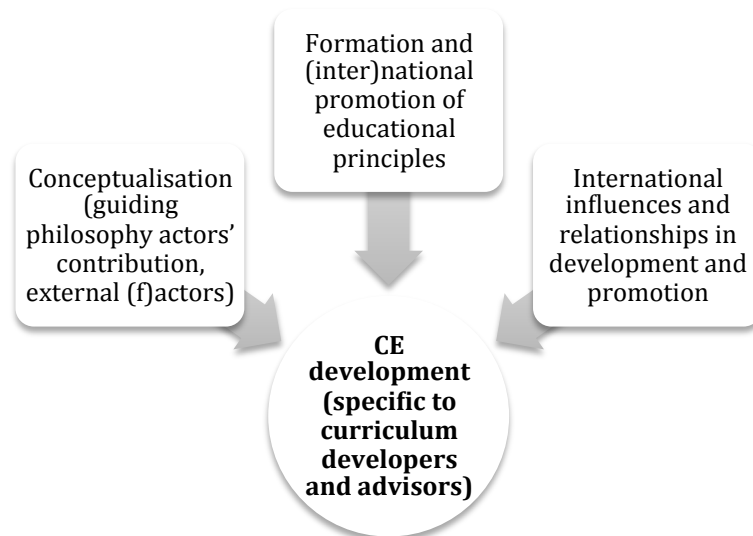 Formation and
(inter)national
promotion of
educational
principles
Conceptualisation
(guiding
philosophy actors’
contribution,
external (f)actors)
International
influences and
relationships in
development and
promotion
CE
development
(specific to
curriculum
developers
and advisors)